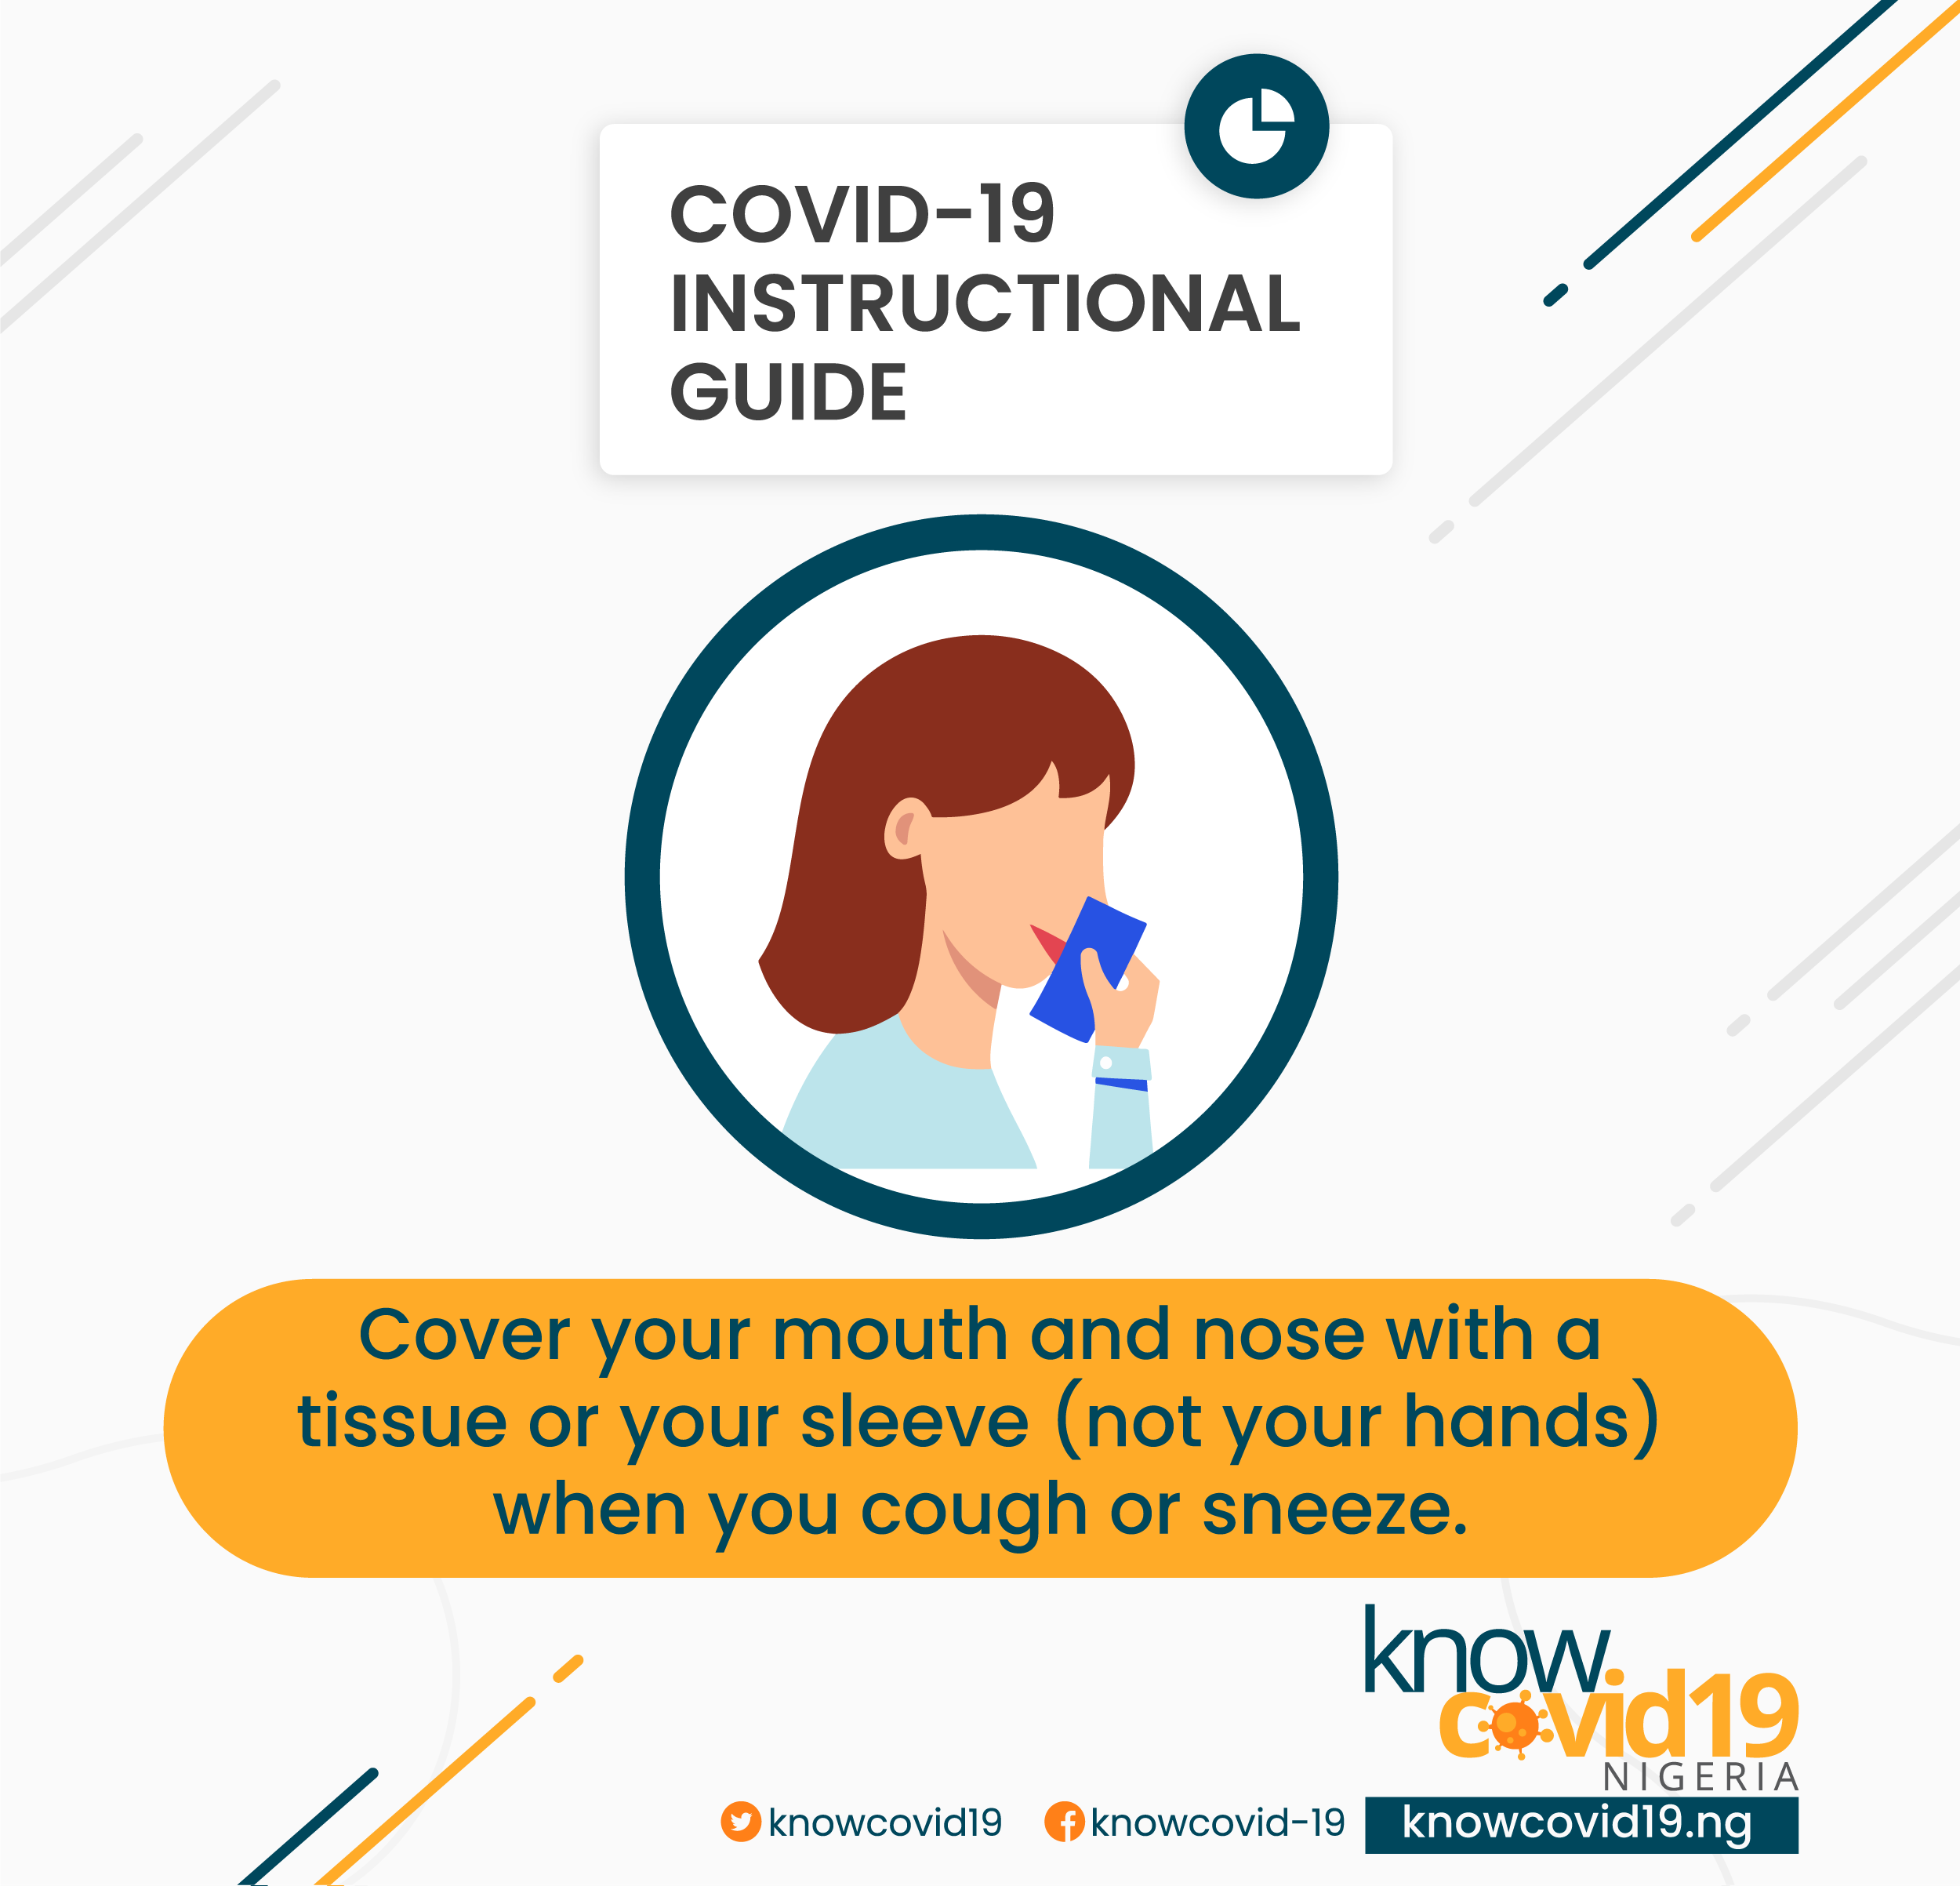 COVID-19
INSTRUCTIONAL
GUIDE
Cover your mouth and nose with a
tissue or your sleeve (not your hands)
when you cough or sneeze.
know
covid19
NIGERIA
knowcovid19 knowcovid-19 knowcovid19.ng